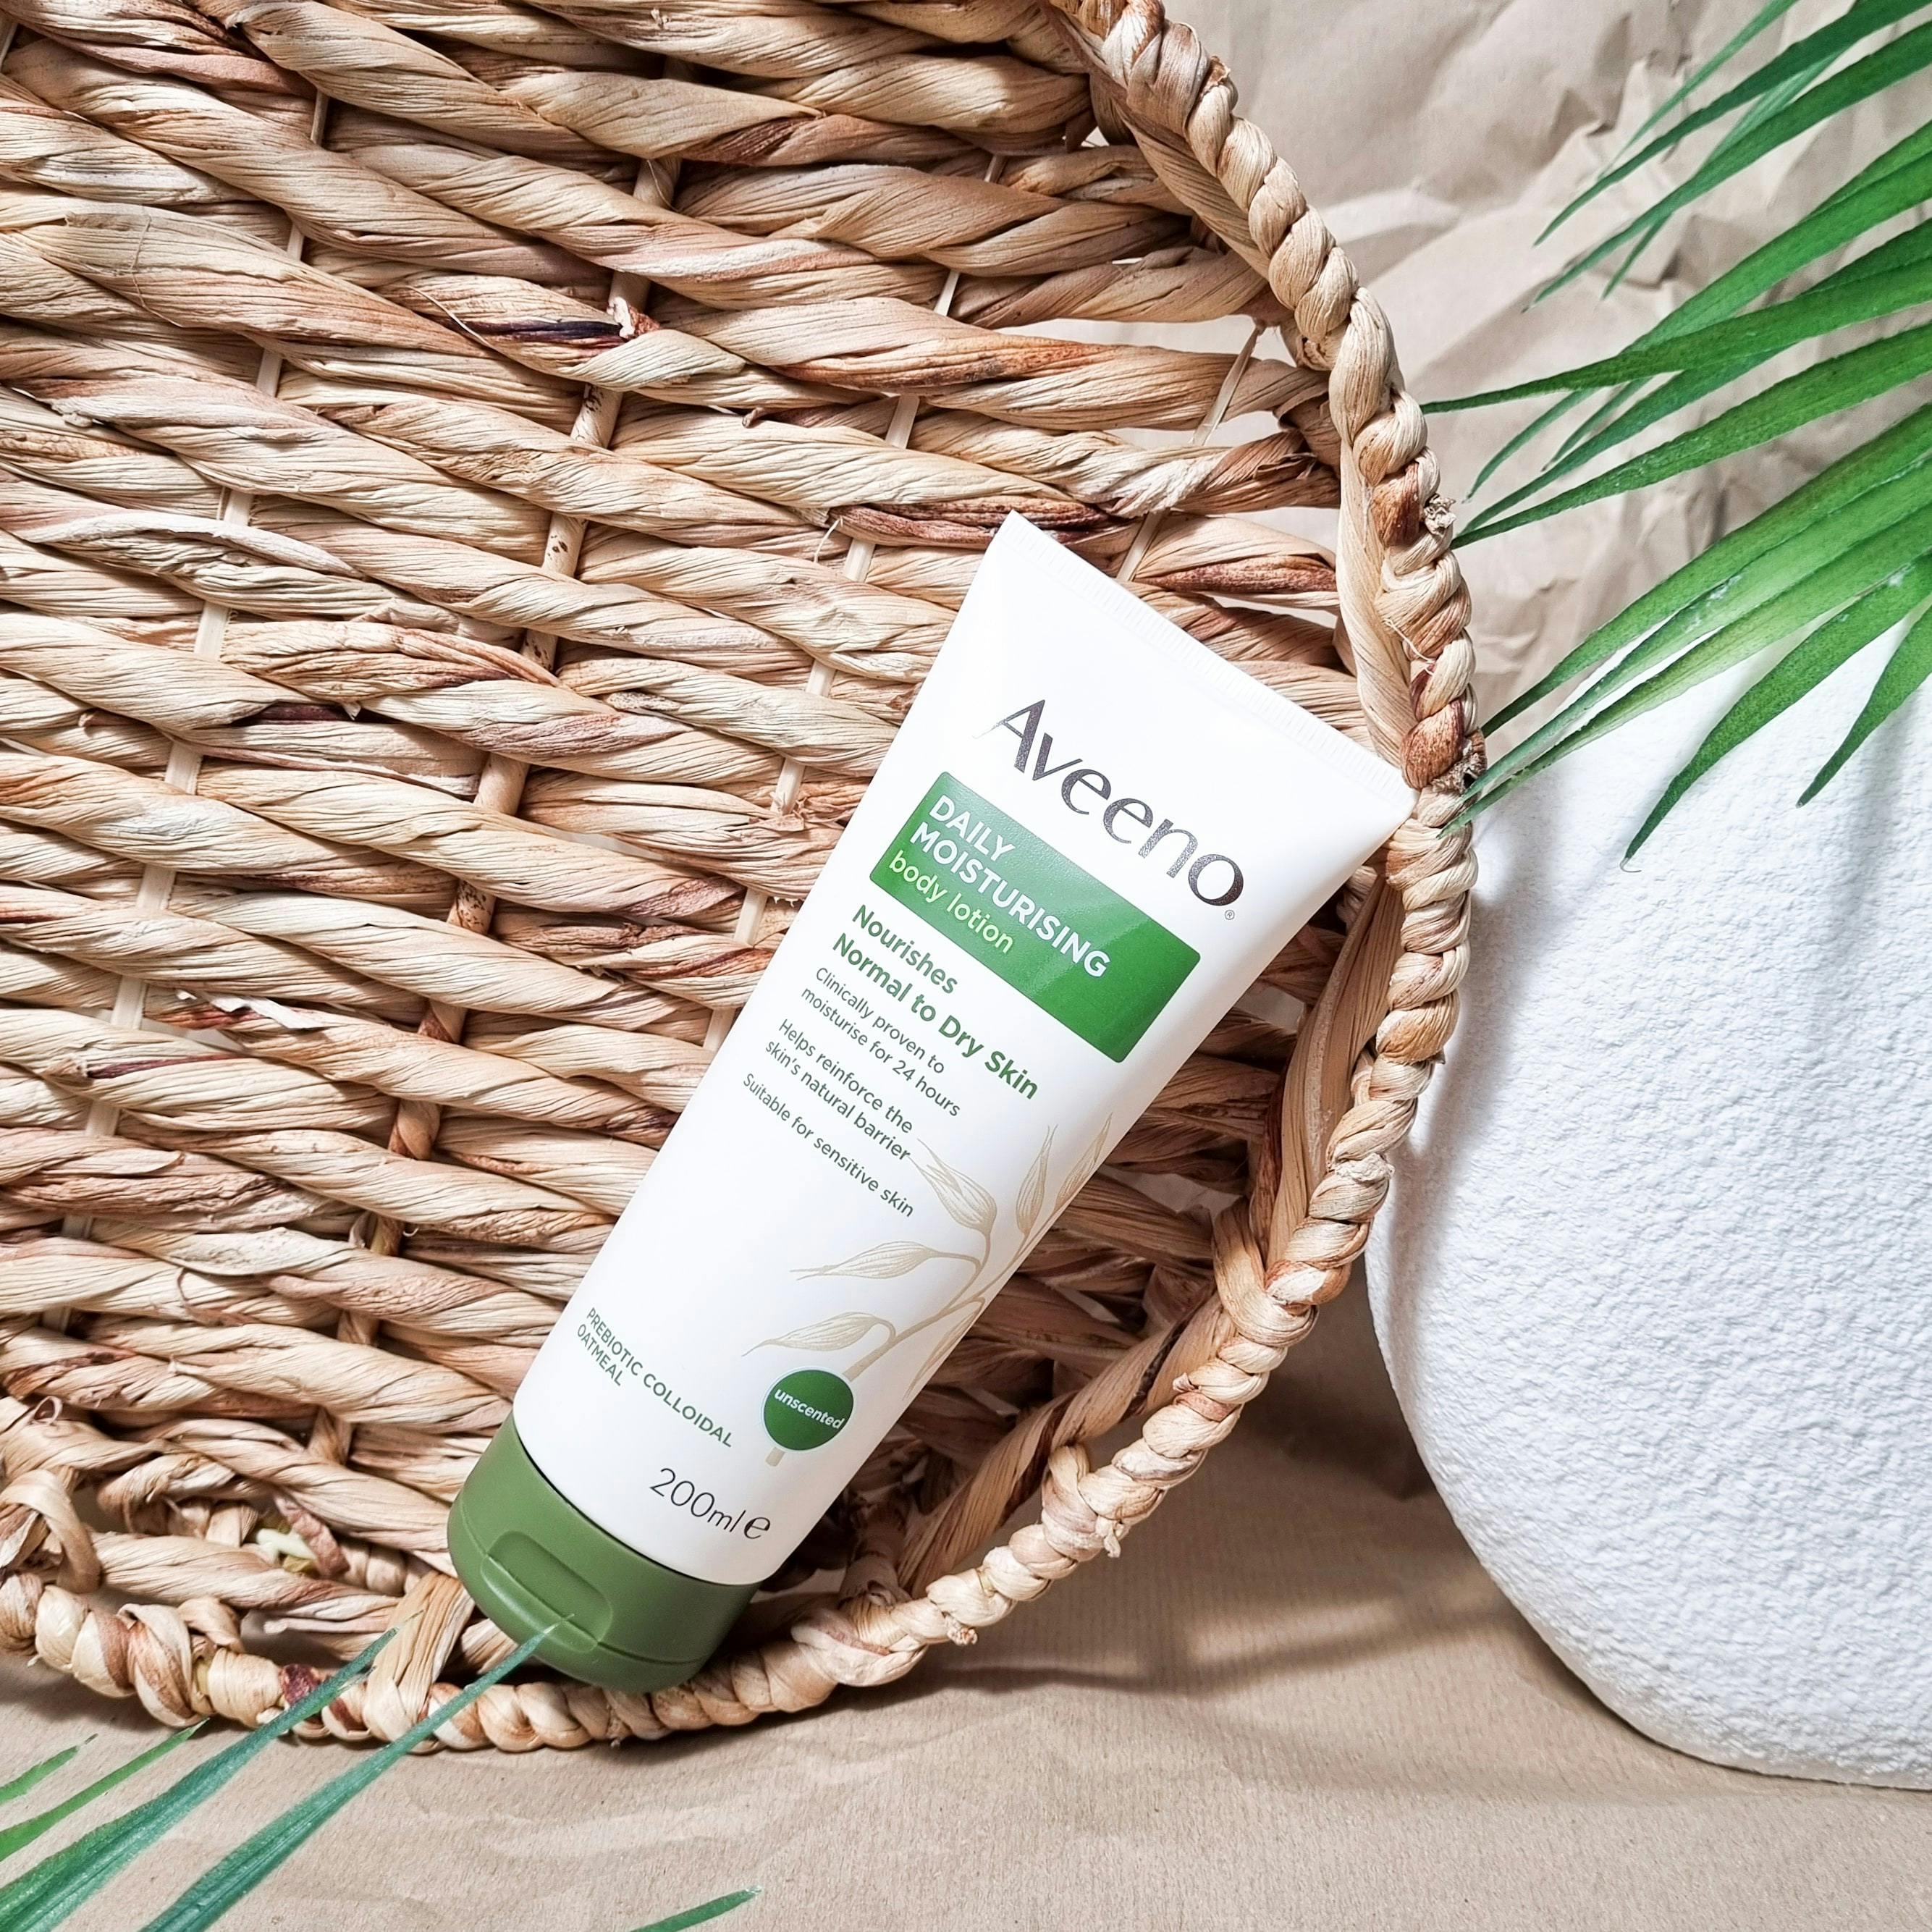 Aveeno®
DAILY
MOISTURISING
body lotion
Nourishes
Normal to Dry Skin
Clinically proven to
moisturise for 24 hours
Helps reinforce the
skin's natural barrier
Suitable for sensitive skin
PREBIOTIC COLLOIDAL
OATMEAL
unscented
200ml e